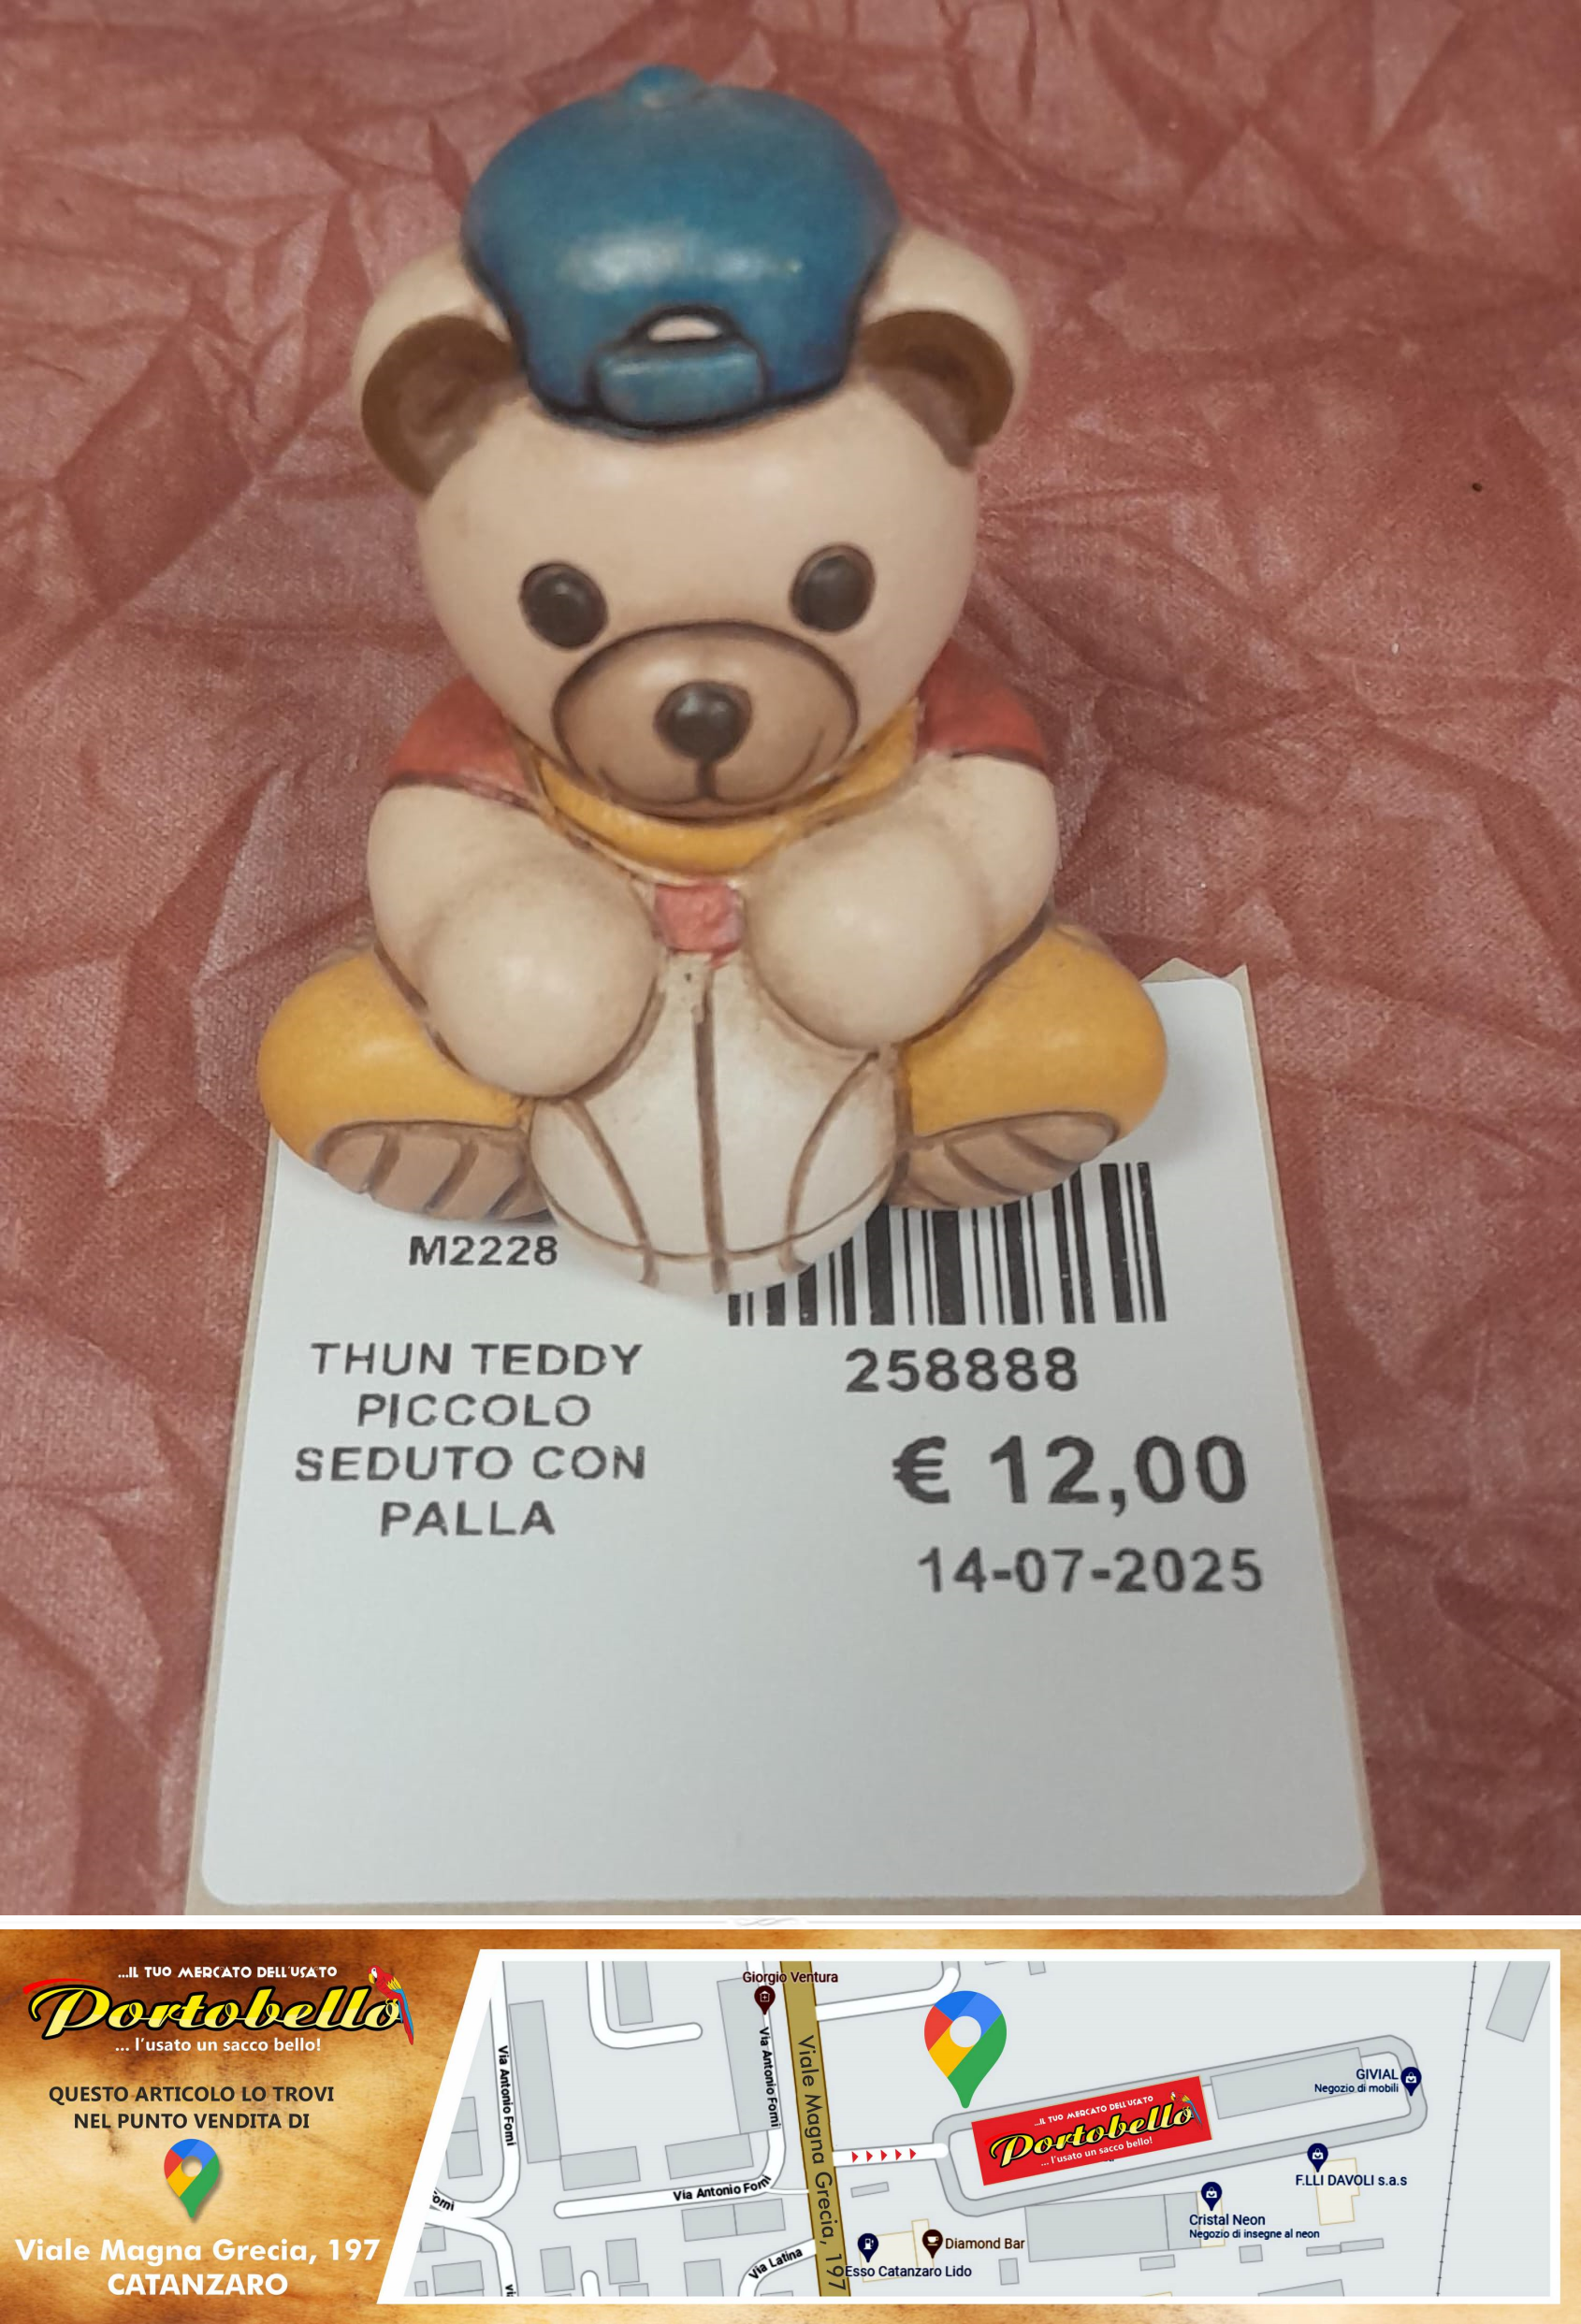 M2228
THUN TEDDY
PICCOLO
SEDUTO CON
PALLA
258888
€ 12,00
14-07-2025
...IL TUO MERCATO DELL'USATO
Portobello
... l'usato un sacco bello!
QUESTO ARTICOLO LO TROVI
NEL PUNTO VENDITA DI
Viale Magna Grecia, 197
CATANZARO
Giorgio Ventura
Via Antonio Forni
Via Antonio Forni
Viale Magna Grecia, 197
...IL TUO MERCATO DELL'USATO
Portobello
... l'usato un sacco bello!
GIVIAL
Negozio di mobili
F.LLI DAVOLI s.a.s
Via Antonio Forni
orni
Cristal Neon
Negozio di insegne al neon
Diamond Bar
Esso Catanzaro Lido
Via Latina